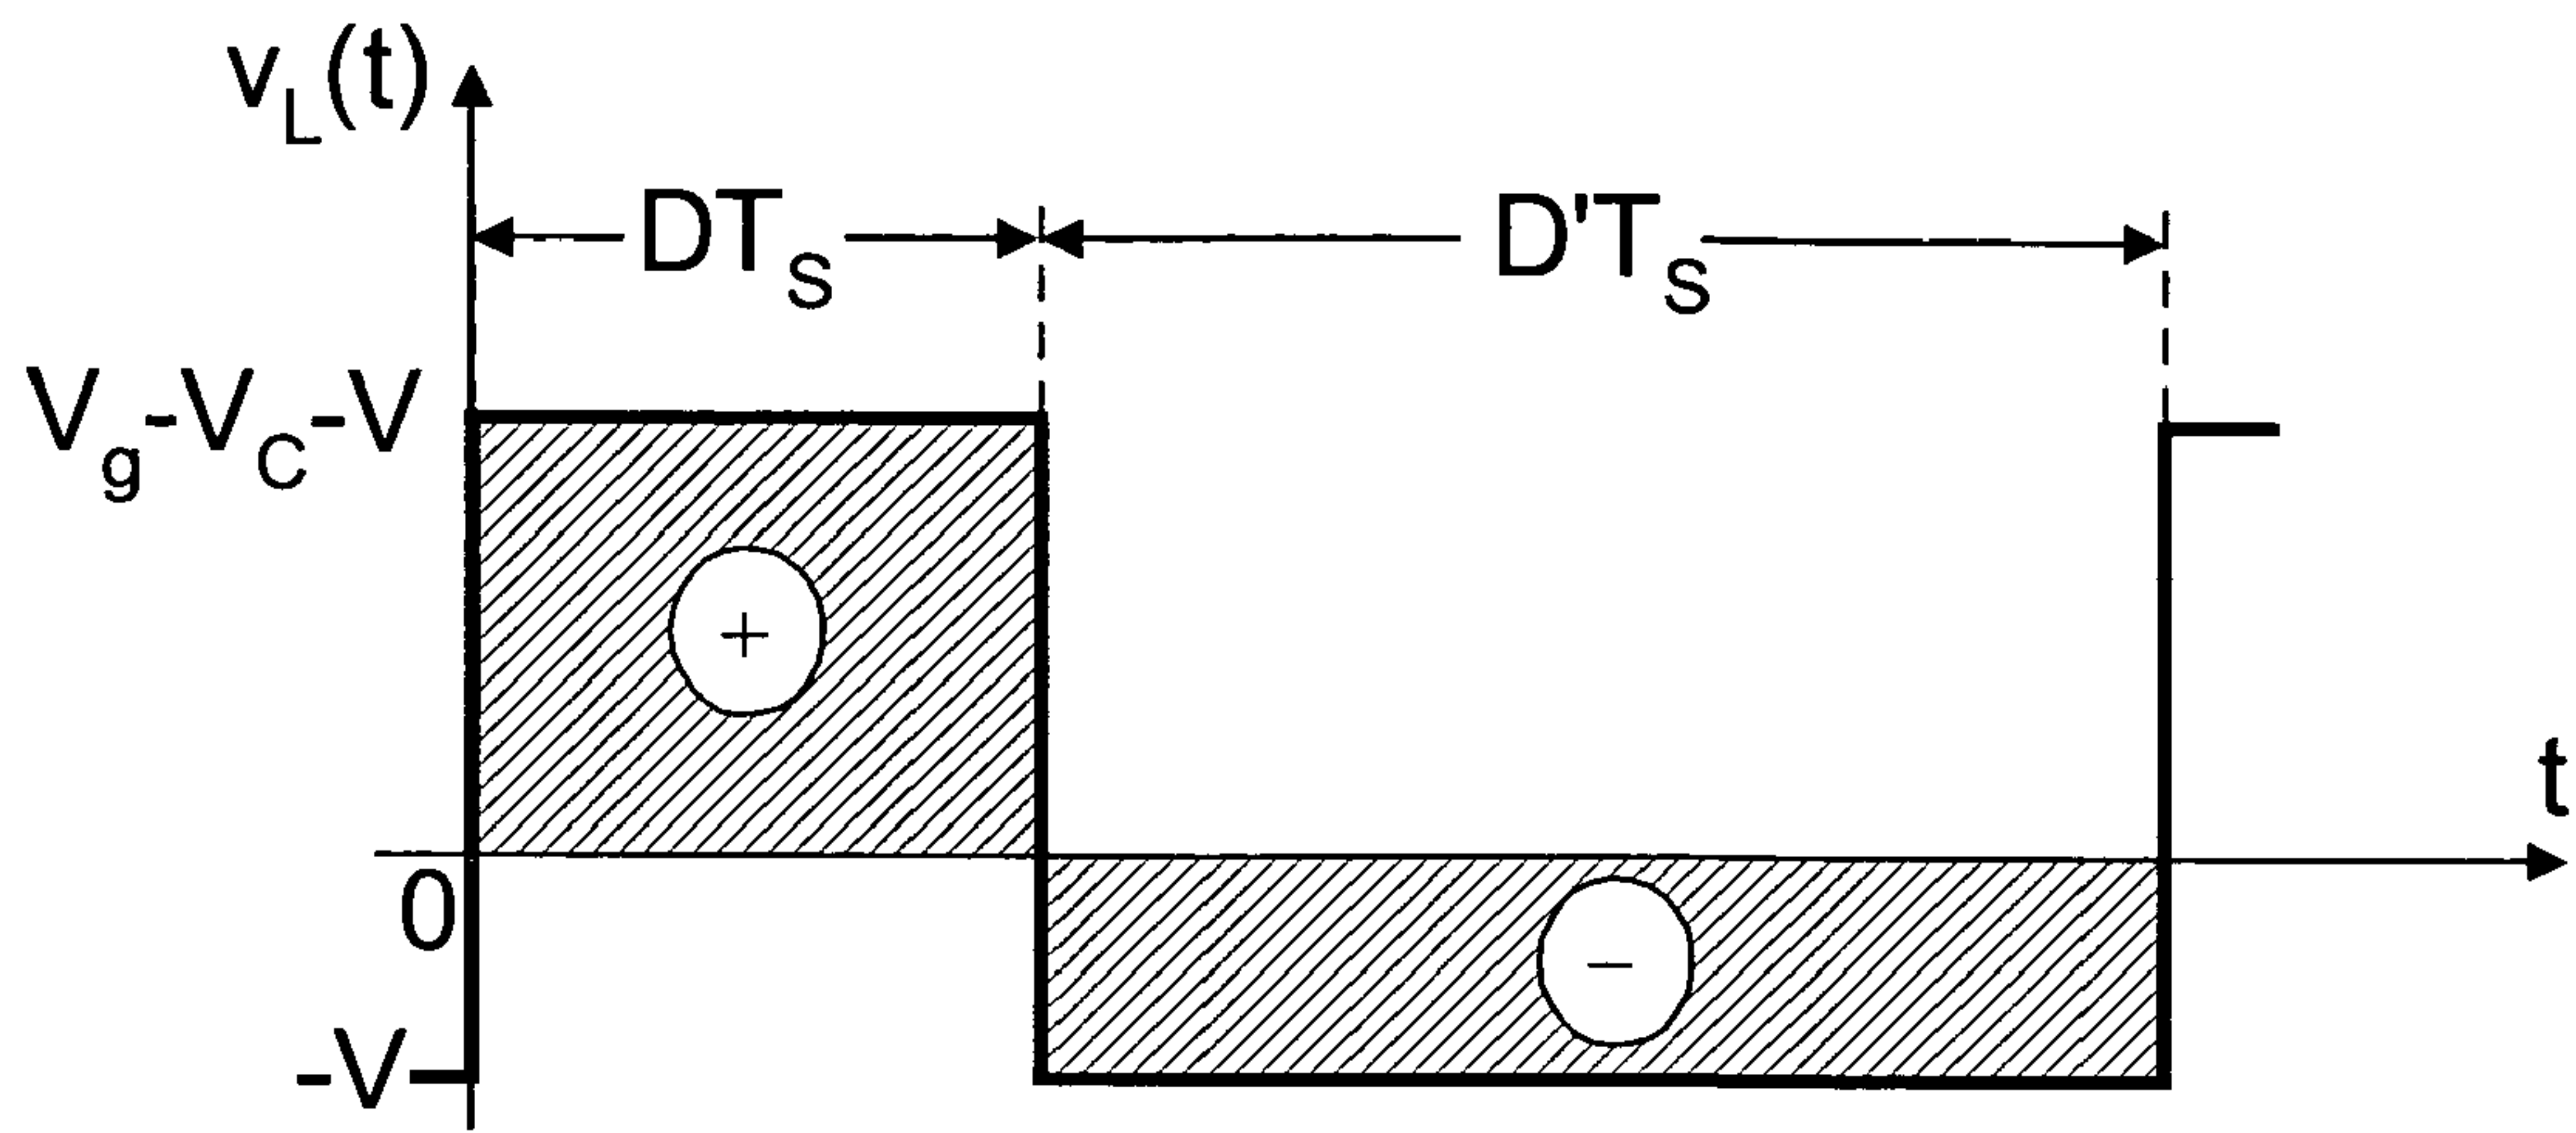 v_L(t)
DT_S
D'T_S
V_g-V_C-V
+
t
0
−
-V